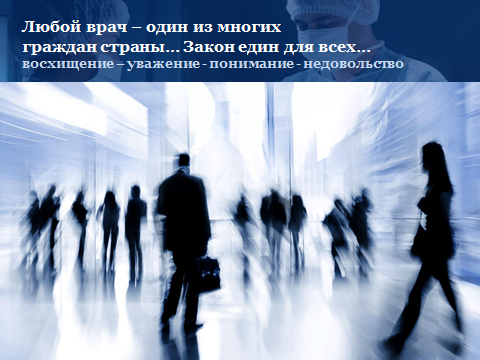 Любой врач – один из многих
граждан страны... Закон един для всех...
восхищение – уважение - понимание - недовольство